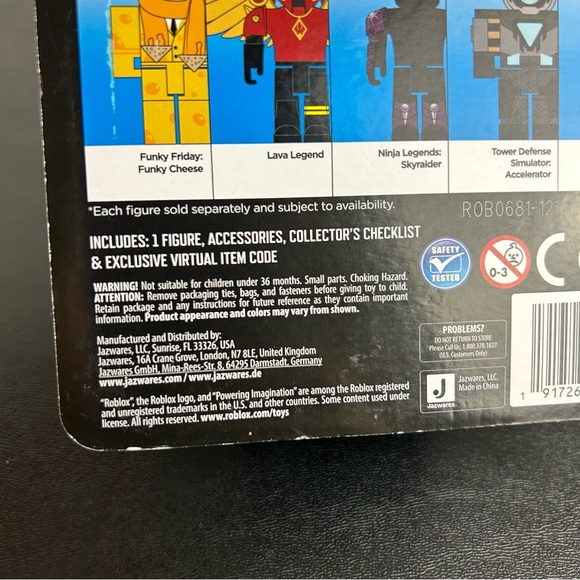 Funky Friday:
Funky Cheese
Lava Legend
Ninja Legends:
Skyraider
Tower Defense
Simulator:
Accelerator
*Each figure sold separately and subject to availability.
ROB0681-121
INCLUDES: 1 FIGURE, ACCESSORIES, COLLECTOR'S CHECKLIST
& EXCLUSIVE VIRTUAL ITEM CODE
SAFETY
TESTED
0-3
WARNING! Not suitable for children under 36 months. Small parts. Choking Hazard.
ATTENTION: Remove packaging ties, bags, and fasteners before giving toy to child.
Retain package and any instructions for future reference as they contain important
information. Product appearance and colors may vary from shown.
Manufactured and Distributed by:
Jazwares, LLC, Sunrise, FL 33326, USA
Jazwares, 16A Crane Grove, London, N7 8LE, United Kingdom
Jazwares GmbH, Mina-Rees-Str. 8, 64295 Darmstadt, Germany
www.jazwares.com / www.jazwares.de
"Roblox", the Roblox logo, and "Powering Imagination" are among the Roblox registered
and unregistered trademarks in the U.S. and other countries. Some content used under
license. All rights reserved. www.roblox.com/toys
PROBLEMS?
DO NOT RETURN TO STORE
Please Call Us: 1.800.370.1827
(U.S. Customers Only)
J
Jazwares
Jazwares, LLC.
Made in China
1 91726